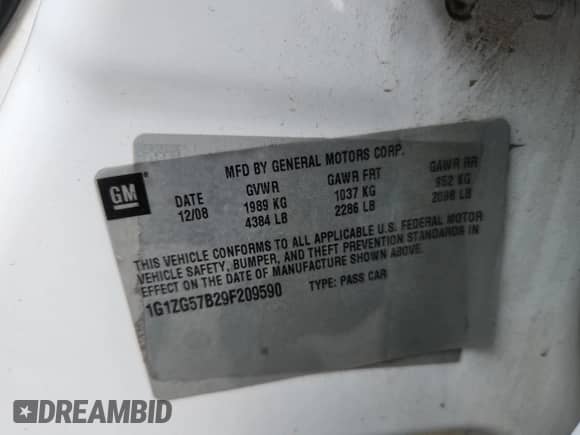 MFD BY GENERAL MOTORS CORP.
GM
DATE GVWR GAWR FRT GAWR RR
12/08 1989 KG 1037 KG 952 KG
4384 LB 2286 LB 2098 LB
THIS VEHICLE CONFORMS TO ALL APPLICABLE U.S. FEDERAL MOTOR
VEHICLE SAFETY, BUMPER, AND THEFT PREVENTION STANDARDS IN
EFFECT ON THE DATE OF MANUFACTURE SHOWN ABOVE.
1G1ZG57B29F209590 TYPE: PASS CAR
DREAMBID